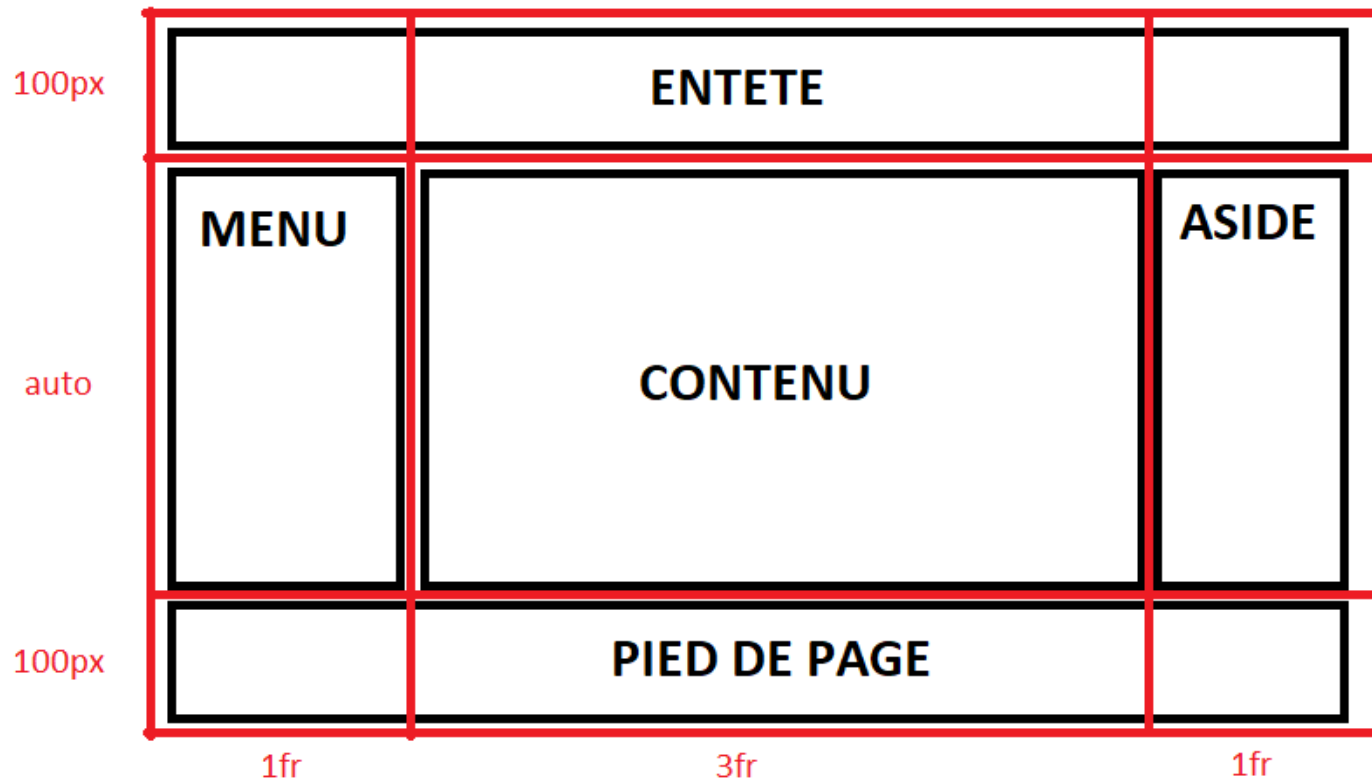 100px
ENTETE
MENU
ASIDE
auto
CONTENU
100px
PIED DE PAGE
1fr
3fr
1fr